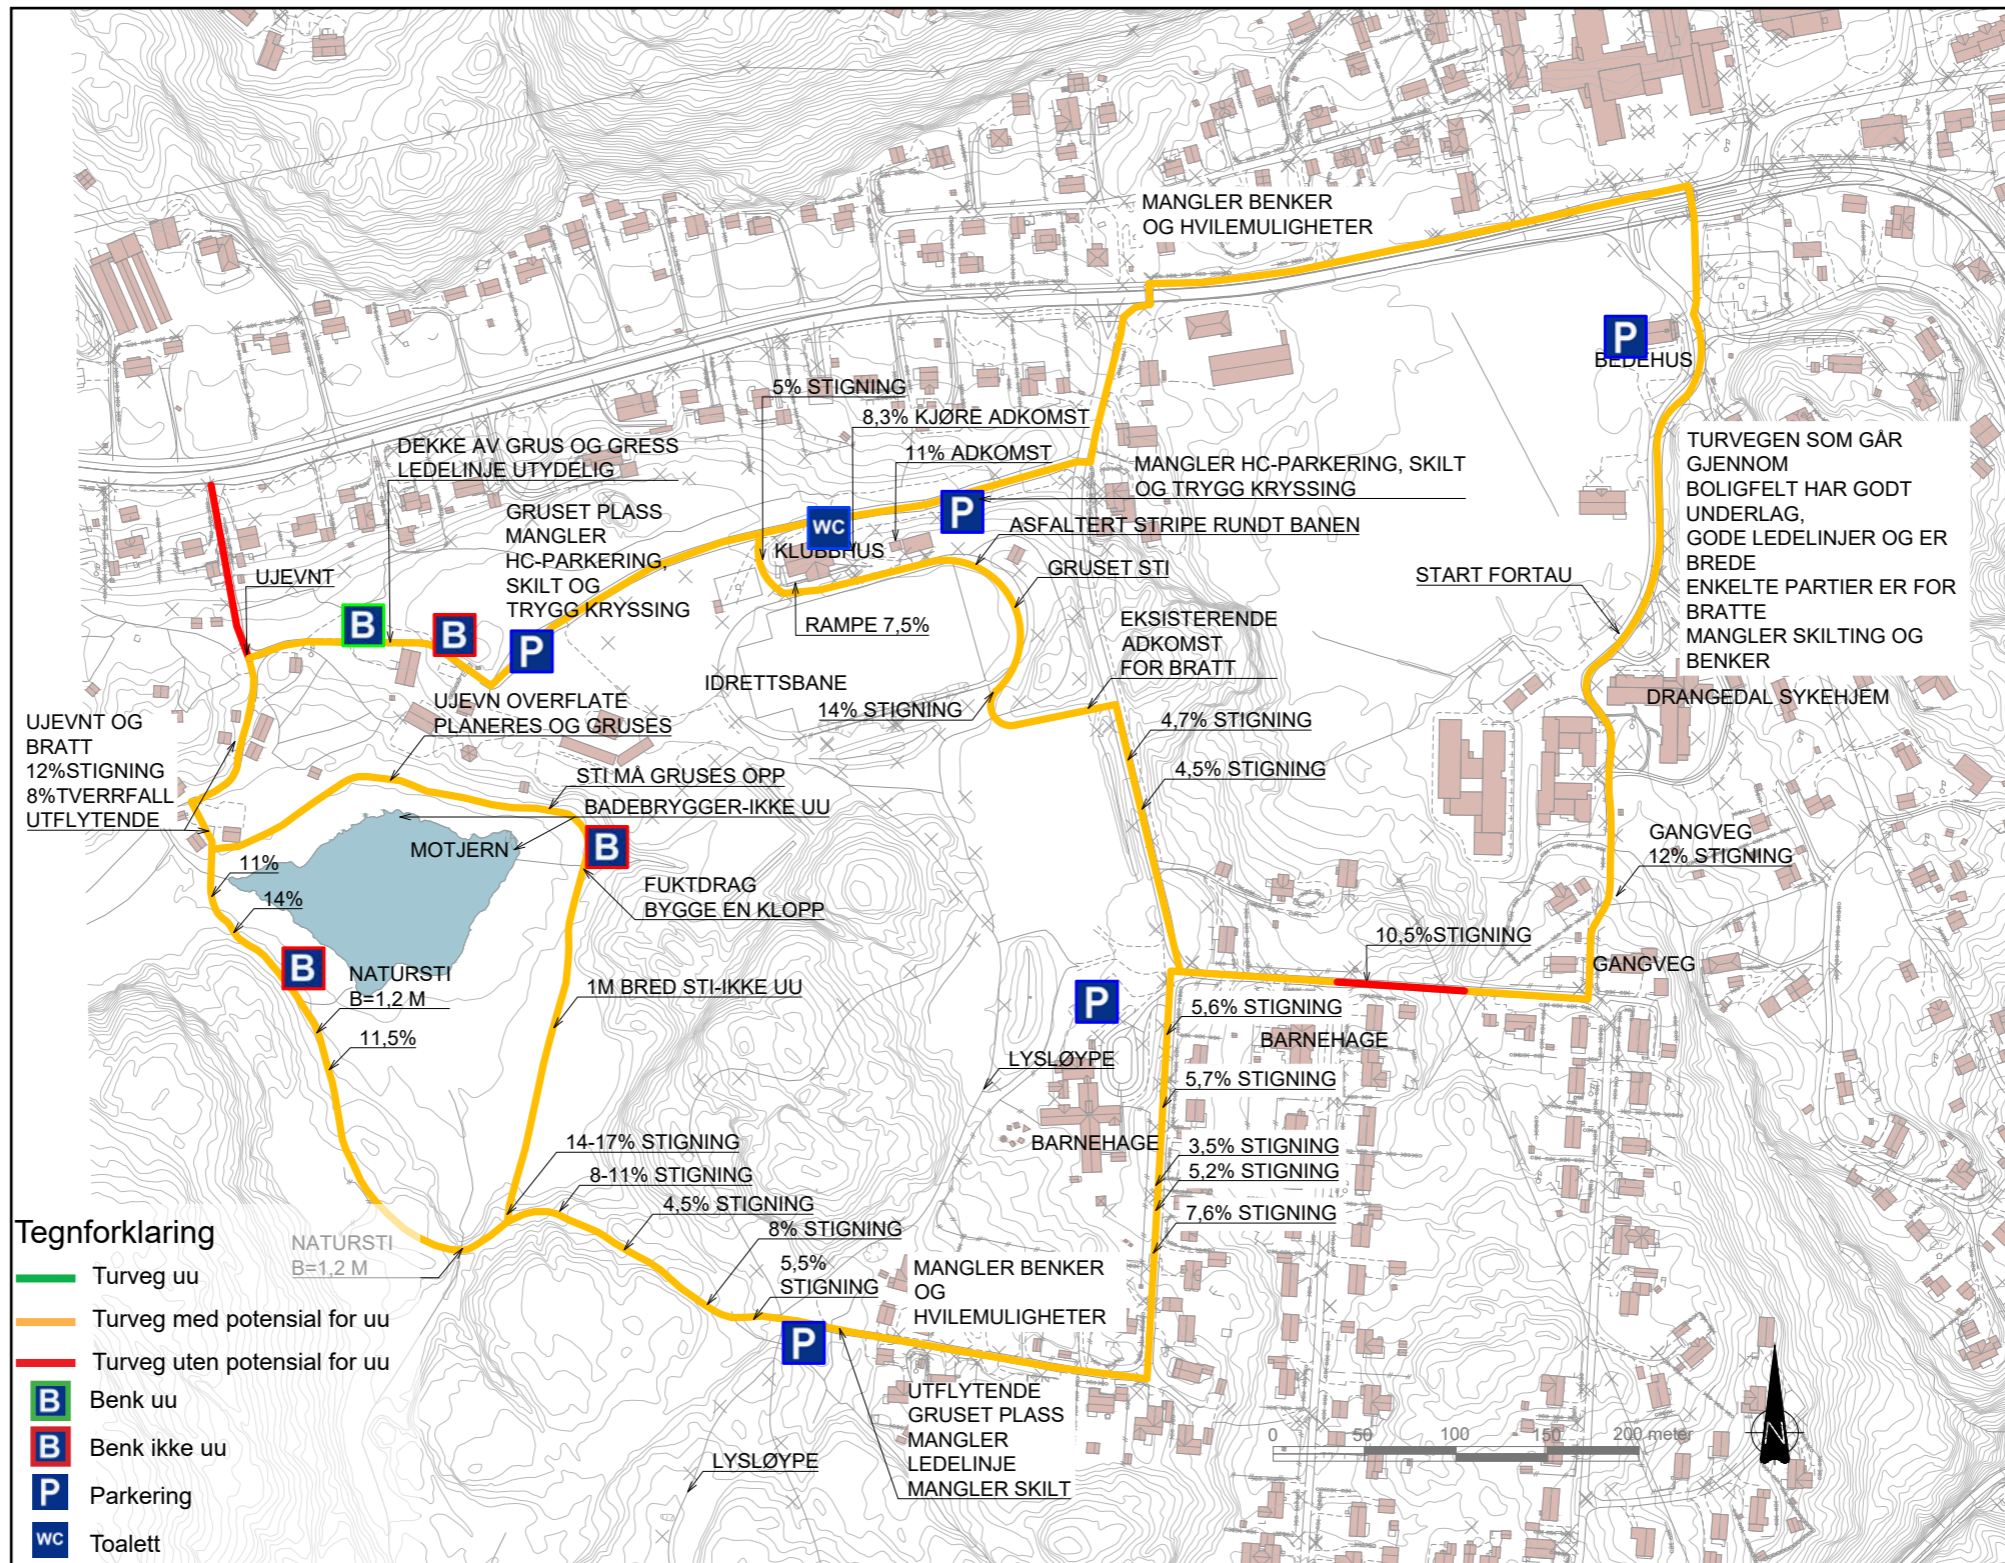 MANGLER BENKER
OG HVILEMULIGHETER
P
BEDEHUS
5% STIGNING
8,3% KJØRE ADKOMST
11% ADKOMST
DEKKE AV GRUS OG GRESS
LEDELINJE UTYDELIG
MANGLER HC-PARKERING, SKILT
OG TRYGG KRYSSING
TURVEGEN SOM GÅR
GJENNOM
BOLIGFELT HAR GODT
UNDERLAG,
GODE LEDELINJER OG ER
BREDE
ENKELTE PARTIER ER FOR
BRATTE
MANGLER SKILTING OG
BENKER
GRUSET PLASS
MANGLER
HC-PARKERING,
SKILT OG
TRYGG KRYSSING
WC
P
ASFALTERT STRIPE RUNDT BANEN
KLUBBHUS
GRUSET STI
UJEVNT
START FORTAU
B
B
P
RAMPE 7,5%
EKSISTERENDE
ADKOMST
FOR BRATT
IDRETTSBANE
14% STIGNING
DRANGEDAL SYKEHJEM
UJEVN OVERFLATE
PLANERES OG GRUSES
4,7% STIGNING
4,5% STIGNING
UJEVNT OG
BRATT
12%STIGNING
8%TVERRFALL
UTFLYTENDE
STI MÅ GRUSES OPP
BADEBRYGGER-IKKE UU
MOTJERN
B
GANGVEG
12% STIGNING
11%
14%
FUKTDRAG
BYGGE EN KLOPP
10,5%STIGNING
GANGVEG
B
NATURSTI
B=1,2 M
1M BRED STI-IKKE UU
P
5,6% STIGNING
BARNEHAGE
11,5%
LYSLØYPE
5,7% STIGNING
BARNEHAGE
14-17% STIGNING
8-11% STIGNING
4,5% STIGNING
8% STIGNING
5,5%
STIGNING
3,5% STIGNING
5,2% STIGNING
7,6% STIGNING
NATURSTI
B=1,2 M
MANGLER BENKER
OG
HVILEMULIGHETER
P
UTFLYTENDE
GRUSET PLASS
MANGLER
LEDELINJE
MANGLER SKILT
LYSLØYPE
0 50 100 150 200 meter
N
Tegnforklaring
Turveg uu
Turveg med potensial for uu
Turveg uten potensial for uu
B Benk uu
B Benk ikke uu
P Parkering
WC Toalett